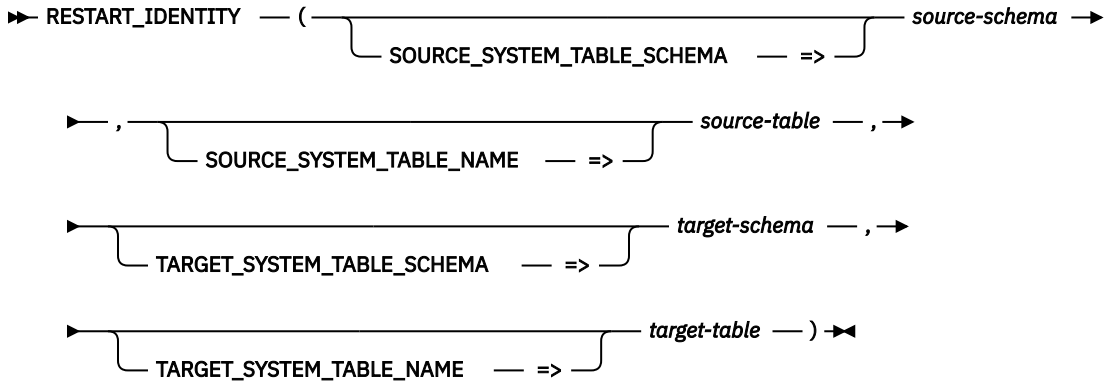 RESTART_IDENTITY ( source-schema
SOURCE_SYSTEM_TABLE_SCHEMA =>
, source-table ,
SOURCE_SYSTEM_TABLE_NAME =>
target-schema ,
TARGET_SYSTEM_TABLE_SCHEMA =>
target-table )
TARGET_SYSTEM_TABLE_NAME =>